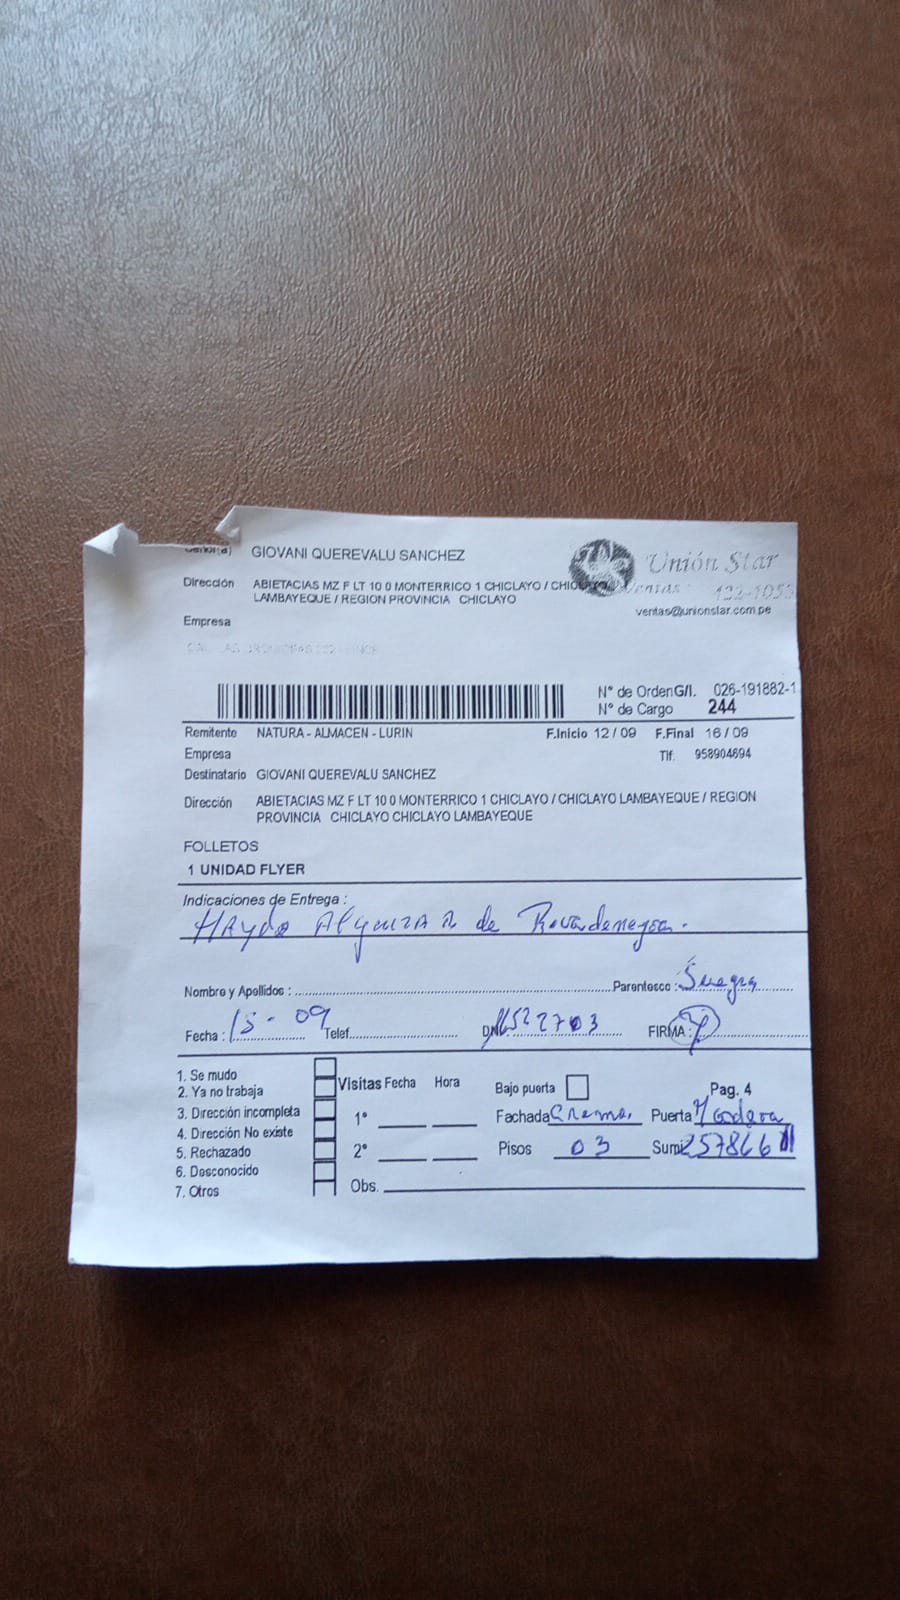 Señor(a) GIOVANI QUEREVALU SANCHEZ
Unión Star
Dirección ABIETACIAS MZ F LT 10 0 MONTERRICO 1 CHICLAYO / CHICLAYO
LAMBAYEQUE / REGION PROVINCIA CHICLAYO
Ventas: 122-1053
ventas@unionstar.com.pe
Empresa
N° de Orden G/I. 026-191882-1
N° de Cargo 244
Remitente NATURA - ALMACEN - LURIN F.Inicio 12 / 09 F.Final 16 / 09
Empresa Tlf. 958904694
Destinatario GIOVANI QUEREVALU SANCHEZ
Dirección ABIETACIAS MZ F LT 10 0 MONTERRICO 1 CHICLAYO / CHICLAYO LAMBAYEQUE / REGION
PROVINCIA CHICLAYO CHICLAYO LAMBAYEQUE
FOLLETOS
1 UNIDAD FLYER
Indicaciones de Entrega :
de
Nombre y Apellidos : Parentesco : Suegra
Fecha : 15 - 09 Telef. FIRMA :
1. Se mudo
2. Ya no trabaja
3. Dirección incompleta
4. Dirección No existe
5. Rechazado
6. Desconocido
7. Otros
Visitas Fecha Hora
1°
2°
Obs.
Bajo puerta Pag. 4
Fachada Crema Puerta Madera
Pisos 03 Sumi